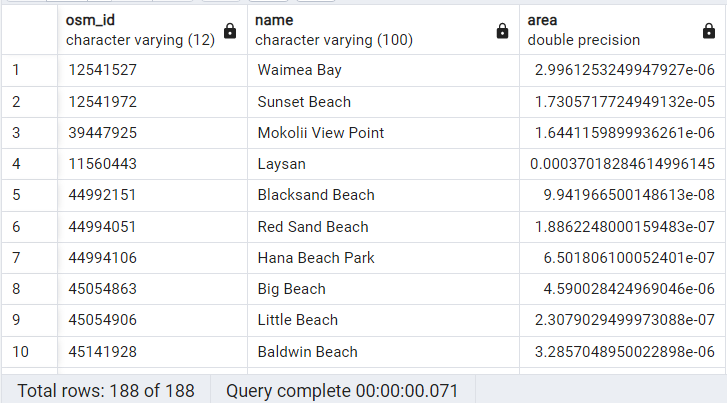 osm_id name area
character varying (12) character varying (100) double precision
1 12541527 Waimea Bay 2.9961253249947927e-06
2 12541972 Sunset Beach 1.7305717724949132e-05
3 39447925 Mokolii View Point 1.6441159899936261e-06
4 11560443 Laysan 0.00037018284614996145
5 44992151 Blacksand Beach 9.941966500148613e-08
6 44994051 Red Sand Beach 1.8862248000159483e-07
7 44994106 Hana Beach Park 6.501806100052401e-07
8 45054863 Big Beach 4.590028424969046e-06
9 45054906 Little Beach 2.3079029499973088e-07
10 45141928 Baldwin Beach 3.2857048950022898e-06
Total rows: 188 of 188 Query complete 00:00:00.071